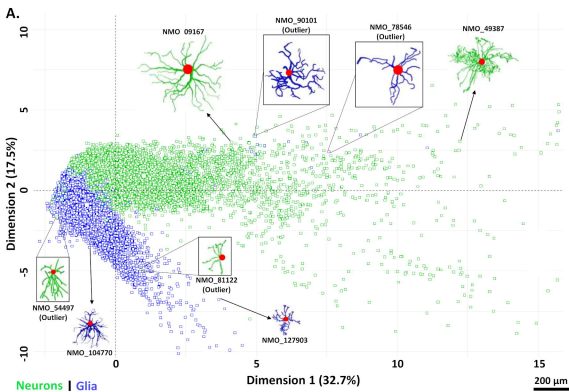 A.
NMO_09167
NMO_90101
(Outlier)
NMO_78546
(Outlier)
NMO_49387
10
5
0
-5
-10
Dimension 2 (17.5%)
NMO_54497
(Outlier)
NMO_104770
NMO_81122
(Outlier)
NMO_127903
0
5
10
15
Dimension 1 (32.7%)
Neurons | Glia
200 µm